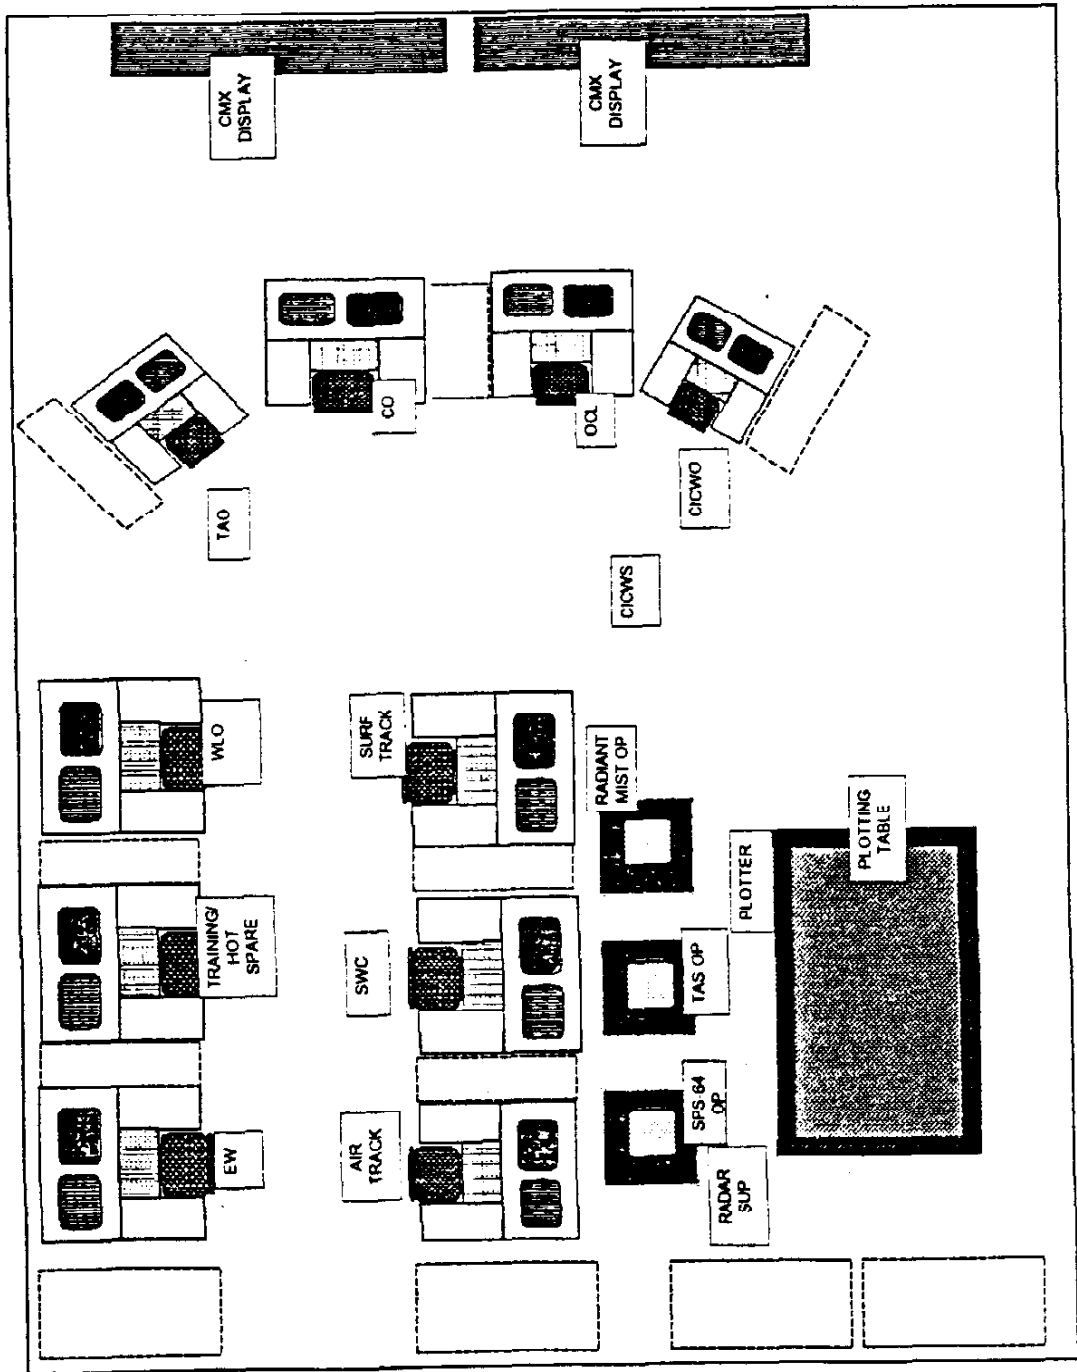 CMX
DISPLAY
CMX
DISPLAY
TAO
CO
OCL
CICWO
CICWS
WLO
TRAINING/
HOT
SPARE
EW
SURF
TRACK
SWC
AIR
TRACK
RADIANT
MIST OP
TAS OP
SPS-64
OP
RADAR
SUP
PLOTTER
PLOTTING
TABLE